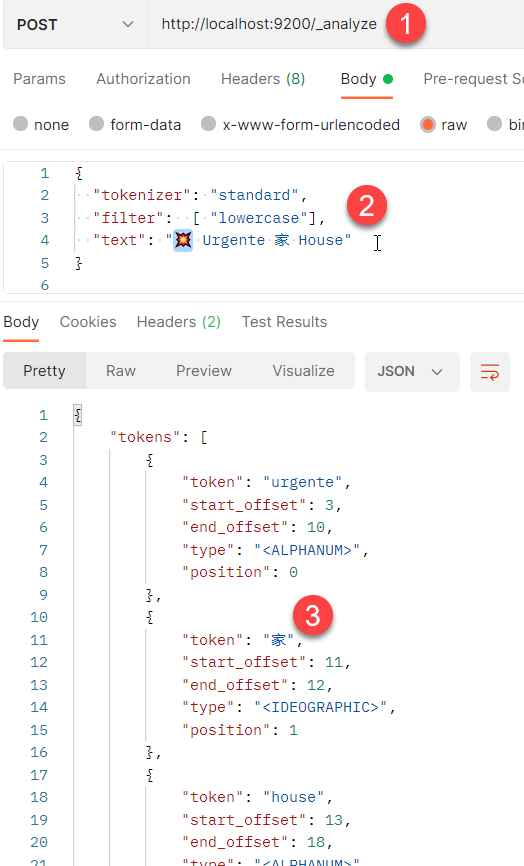 POST http://localhost:9200/_analyze 1
Params Authorization Headers (8) Body Pre-request Sc
none form-data x-www-form-urlencoded raw bin
1 {
2 "tokenizer": "standard",
3 "filter": [ "lowercase"], 2
4 "text": "💥 Urgente 家 House"
5 }
6
Body Cookies Headers (2) Test Results
Pretty Raw Preview Visualize JSON
1 {
2 "tokens": [
3 {
4 "token": "urgente",
5 "start_offset": 3,
6 "end_offset": 10,
7 "type": "<ALPHANUM>",
8 "position": 0
9 },
10 { 3
11 "token": "家",
12 "start_offset": 11,
13 "end_offset": 12,
14 "type": "<IDEOGRAPHIC>",
15 "position": 1
16 },
17 {
18 "token": "house",
19 "start_offset": 13,
20 "end_offset": 18,
21 "type": "<ALPHANUM>"